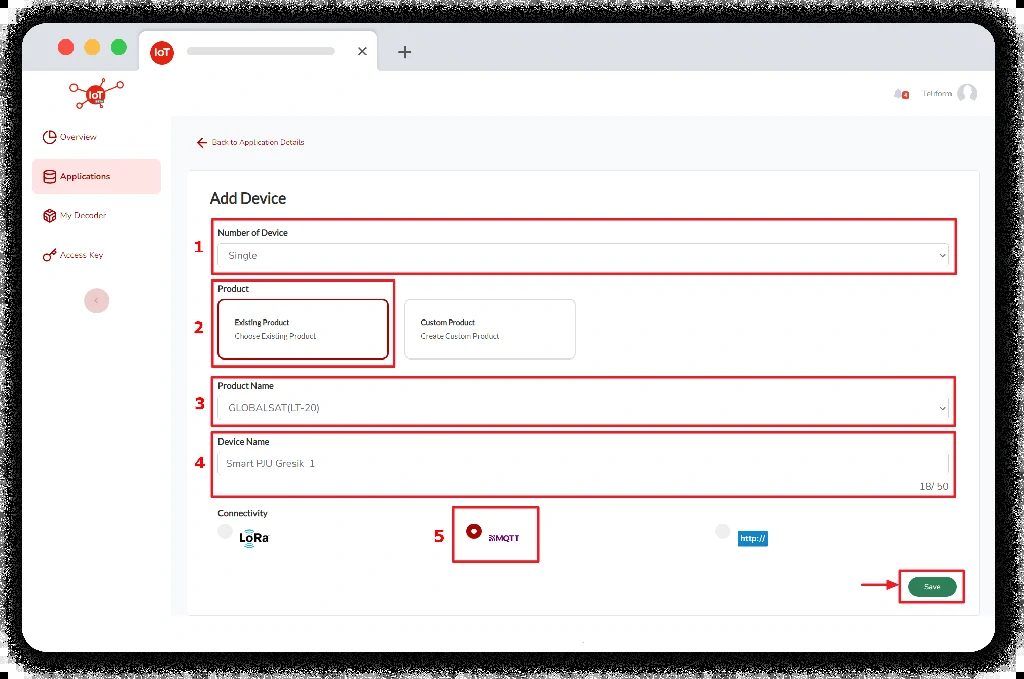 IoT
IoT
4
Teliform
Overview
Applications
My Decoder
Access Key
Back to Application Details
Add Device
1
Number of Device
Single
2
Product
Existing Product
Choose Existing Product
Custom Product
Create Custom Product
3
Product Name
GLOBALSAT(LT-20)
4
Device Name
Smart PJU Gresik 1
18/ 50
Connectivity
LoRa
5
MQTT
http://
Save